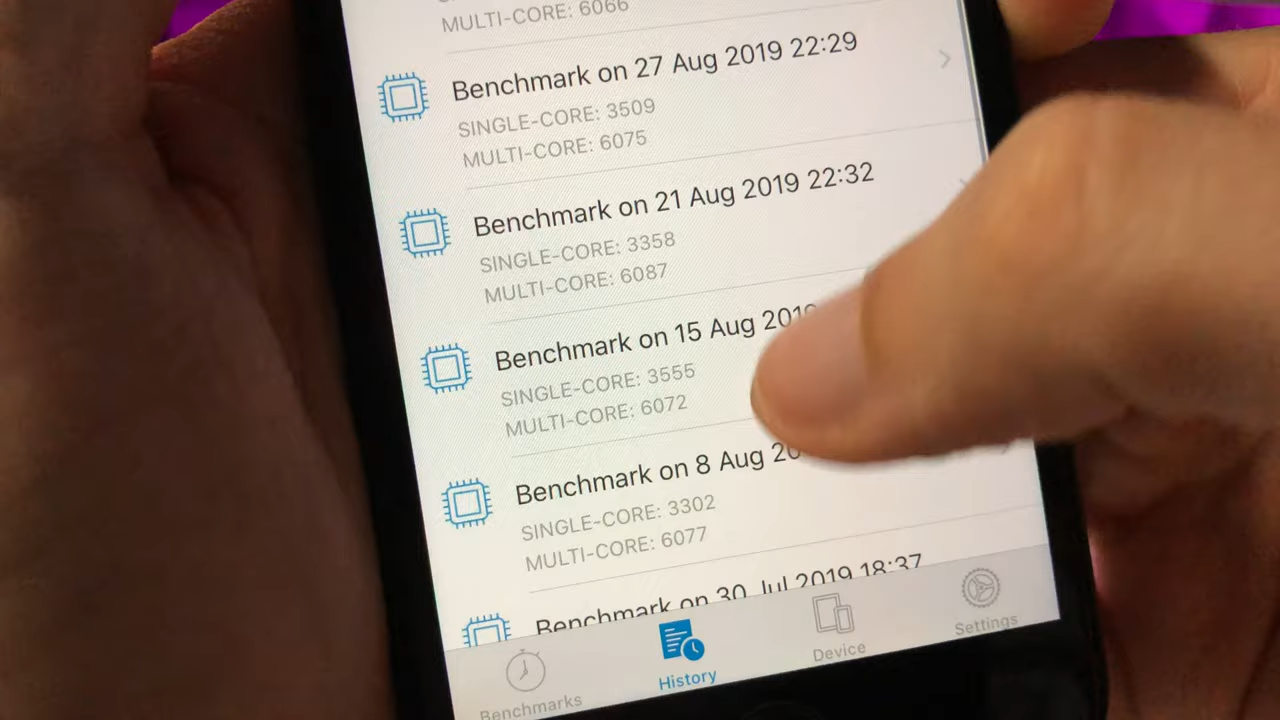 MULTI-CORE: 6066
Benchmark on 27 Aug 2019 22:29
SINGLE-CORE: 3509
MULTI-CORE: 6075
Benchmark on 21 Aug 2019 22:32
SINGLE-CORE: 3358
MULTI-CORE: 6087
Benchmark on 15 Aug 2019
SINGLE-CORE: 3555
MULTI-CORE: 6072
Benchmark on 8 Aug 20
SINGLE-CORE: 3302
MULTI-CORE: 6077
Benchmark on 30 Jul 2019 18:37
Benchmarks
History
Device
Settings